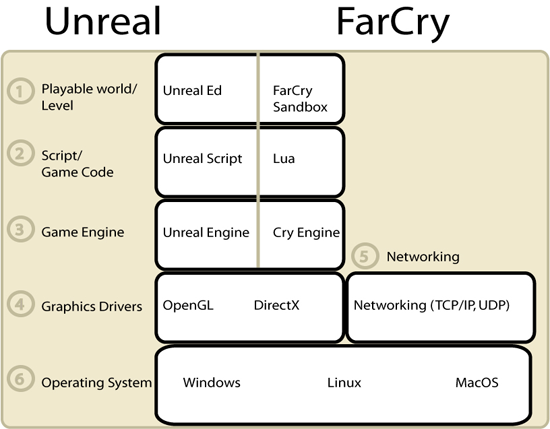 Unreal FarCry
1 Playable world/ Unreal Ed FarCry
Level Sandbox
2 Script/ Unreal Script Lua
Game Code
3 Game Engine Unreal Engine Cry Engine
5 Networking
4 Graphics Drivers OpenGL DirectX Networking (TCP/IP, UDP)
6 Operating System Windows Linux MacOS